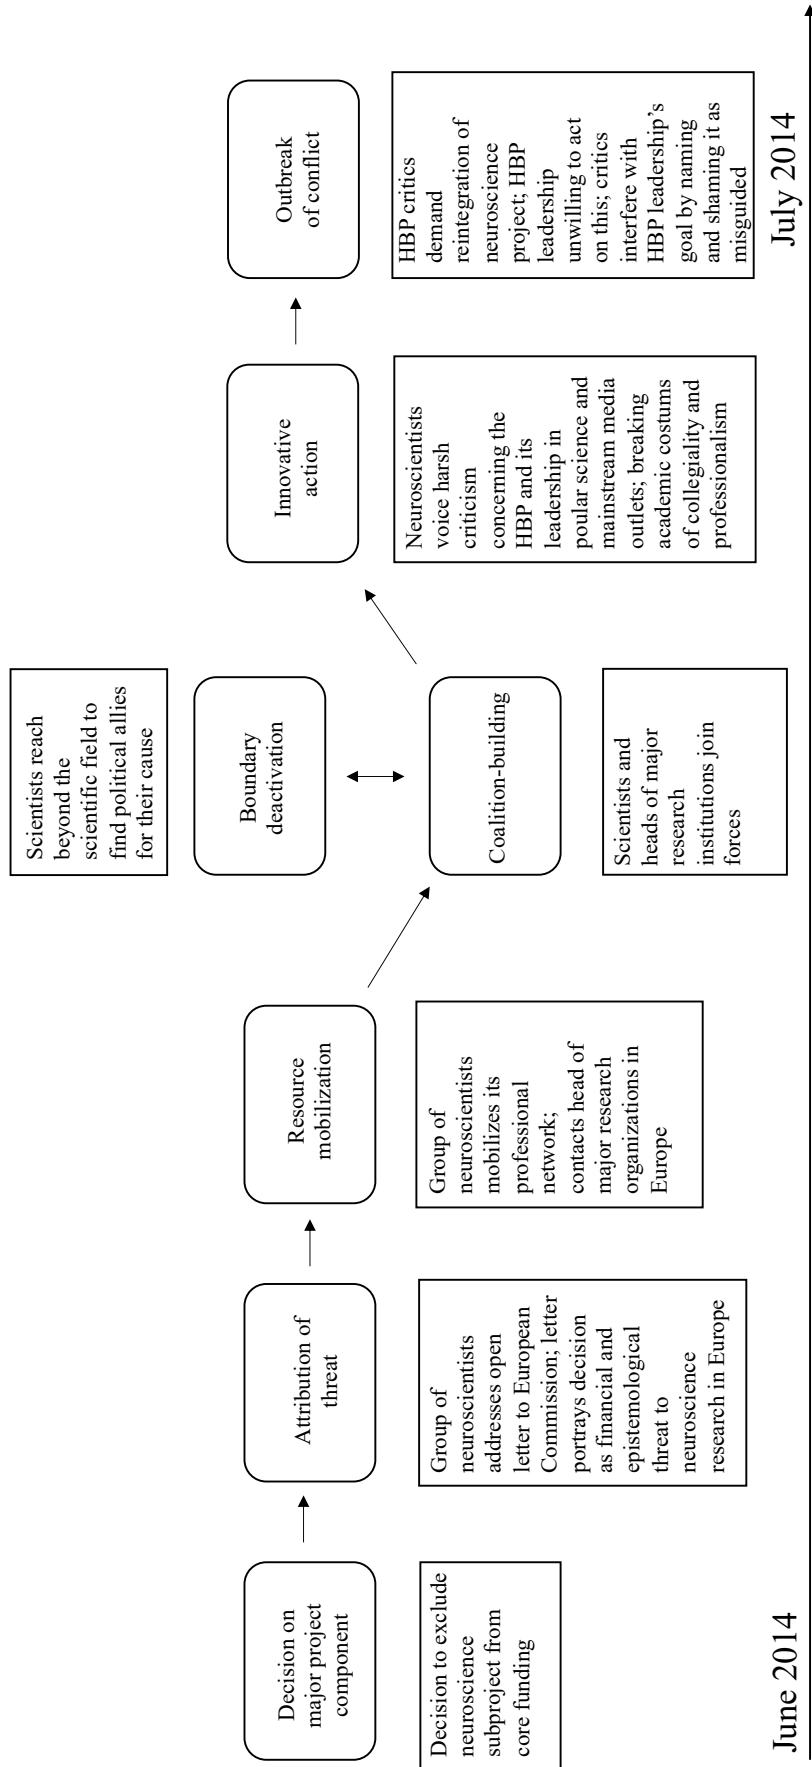 Decision on
major project
component
Decision to exclude
neuroscience
subproject from
core funding
Attribution of
threat
Group of
neuroscientists
addresses open
letter to European
Commission; letter
portrays decision
as financial and
epistemological
threat to
neuroscience
research in Europe
Resource
mobilization
Group of
neuroscientists
mobilizes its
professional
network;
contacts head of
major research
organizations in
Europe
Scientists reach
beyond the
scientific field to
find political allies
for their cause
Boundary
deactivation
Coalition-building
Scientists and
heads of major
research
institutions join
forces
Innovative
action
Neuroscientists
voice harsh
criticism
concerning the
HBP and its
leadership in
poular science and
mainstream media
outlets; breaking
academic costums
of collegiality and
professionalism
Outbreak
of conflict
HBP critics
demand
reintegration of
neuroscience
project; HBP
leadership
unwilling to act
on this; critics
interfere with
HBP leadership’s
goal by naming
and shaming it as
misguided
June 2014
July 2014